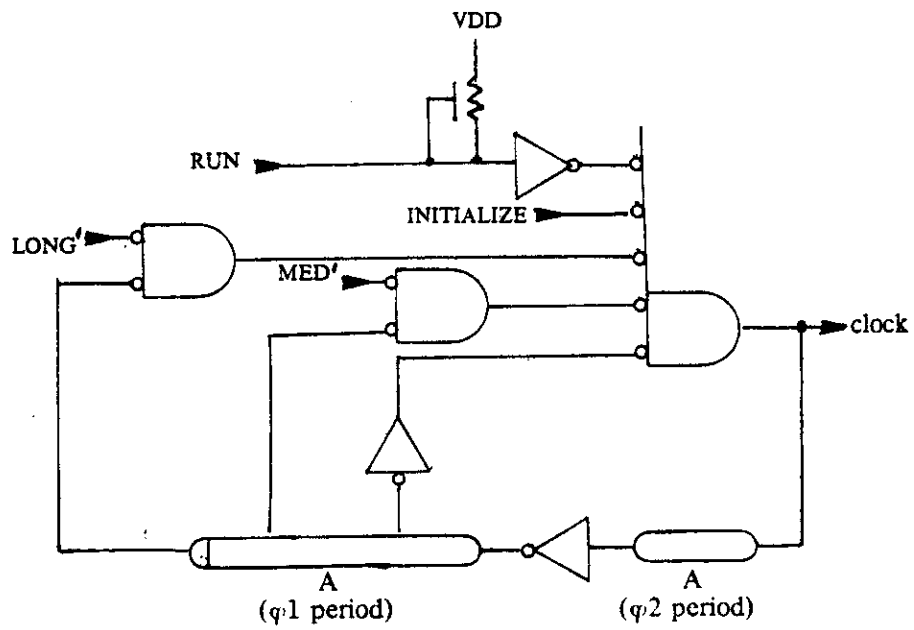 VDD
RUN
INITIALIZE
LONG'
MED'
clock
A
(φ1 period)
A
(φ2 period)